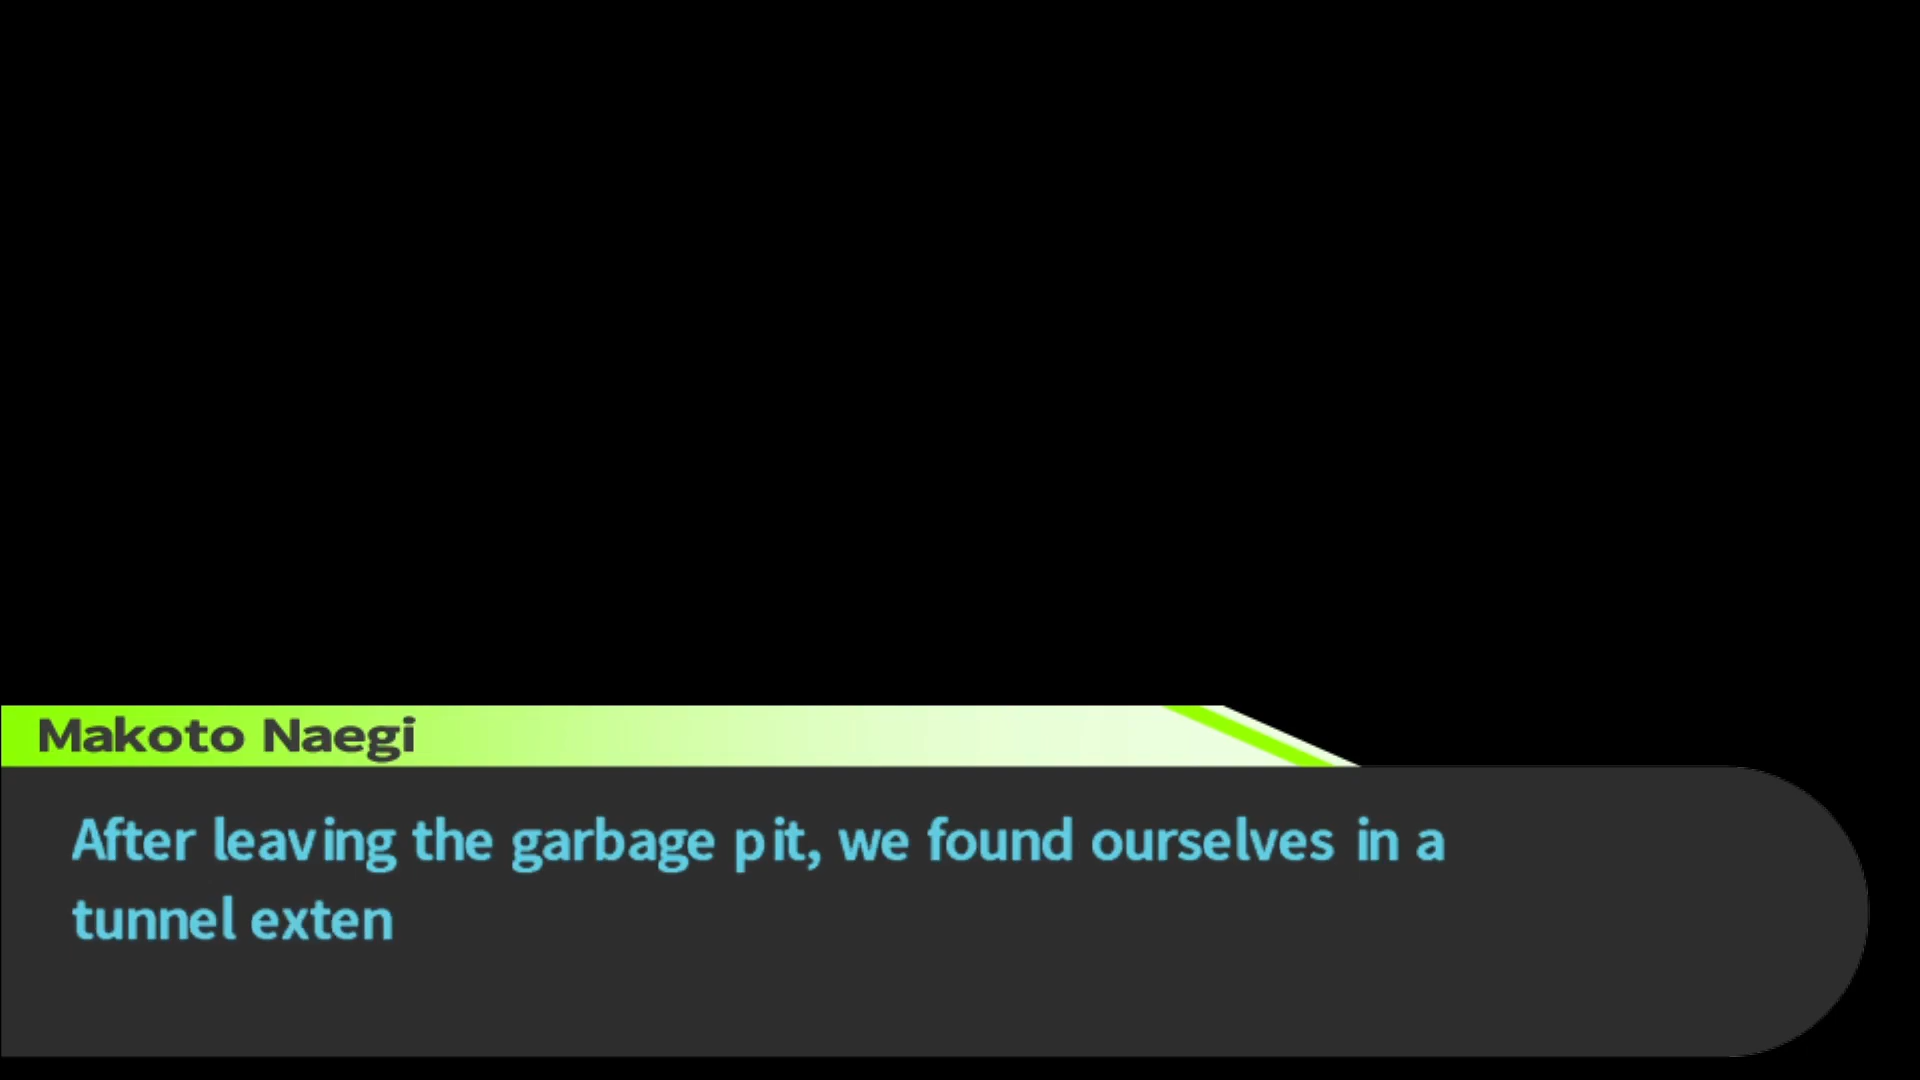 Makoto Naegi
After leaving the garbage pit, we found ourselves in a
tunnel exten